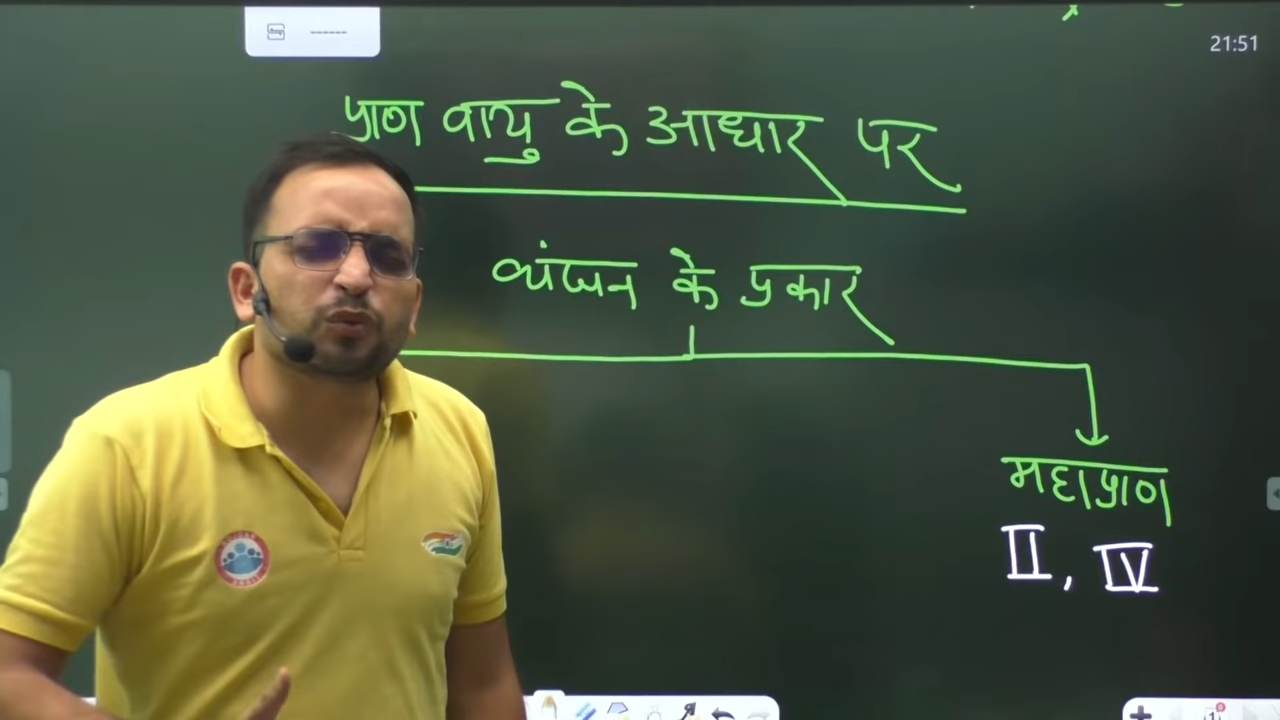 21:51
प्राण वायु के आधार पर
व्यंजन के प्रकार
महाप्राण
II, IV